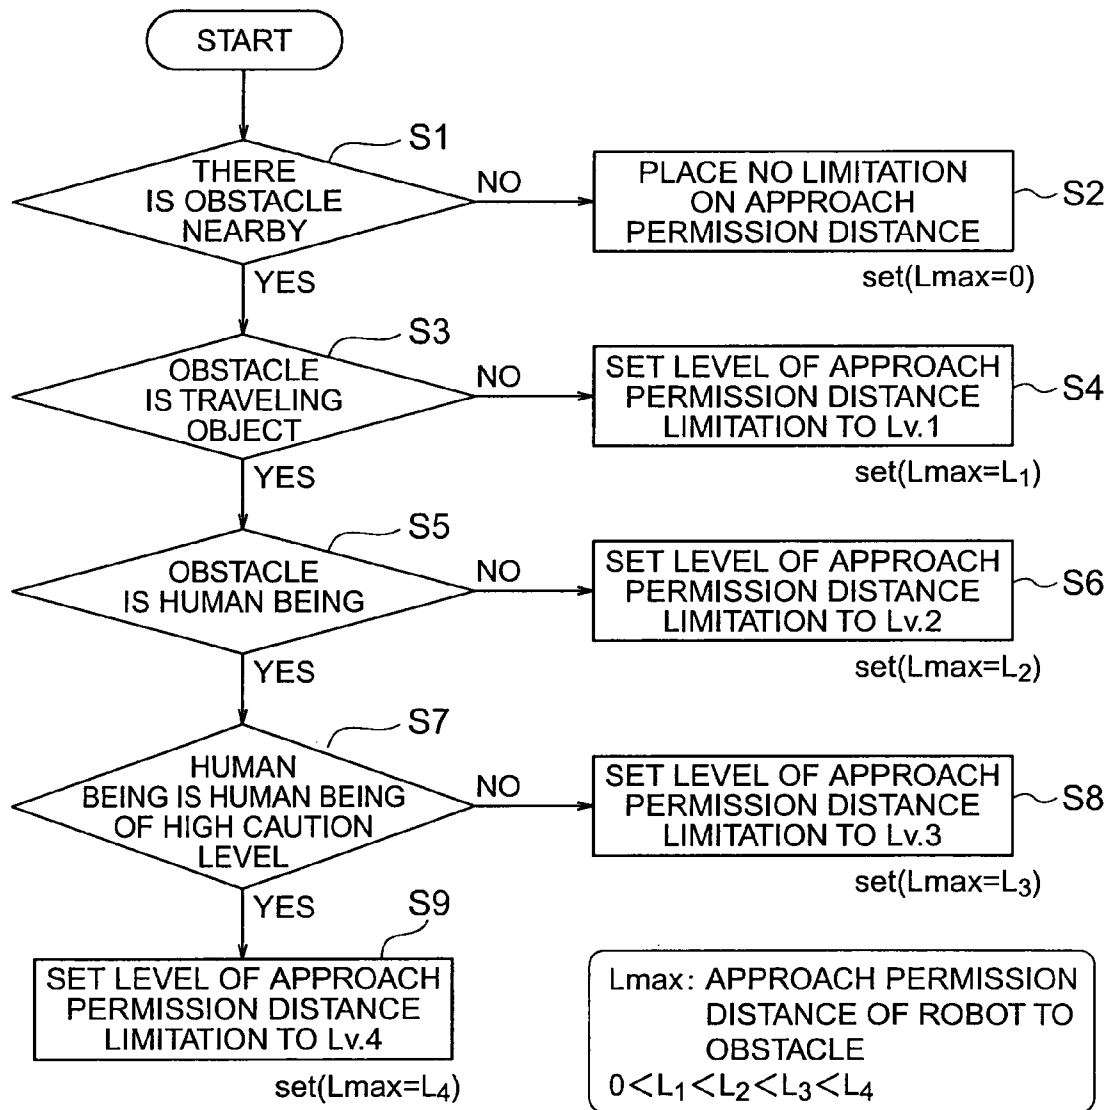 START
S1
THERE
IS OBSTACLE
NEARBY
NO
YES
PLACE NO LIMITATION
ON APPROACH
PERMISSION DISTANCE
S2
set(Lmax=0)
S3
OBSTACLE
IS TRAVELING
OBJECT
NO
YES
SET LEVEL OF APPROACH
PERMISSION DISTANCE
LIMITATION TO Lv.1
S4
set(Lmax=L1)
S5
OBSTACLE
IS HUMAN BEING
NO
YES
SET LEVEL OF APPROACH
PERMISSION DISTANCE
LIMITATION TO Lv.2
S6
set(Lmax=L2)
S7
HUMAN
BEING IS HUMAN BEING
OF HIGH CAUTION
LEVEL
NO
YES
SET LEVEL OF APPROACH
PERMISSION DISTANCE
LIMITATION TO Lv.3
S8
set(Lmax=L3)
S9
SET LEVEL OF APPROACH
PERMISSION DISTANCE
LIMITATION TO Lv.4
set(Lmax=L4)
Lmax: APPROACH PERMISSION
DISTANCE OF ROBOT TO
OBSTACLE
0<L1<L2<L3<L4